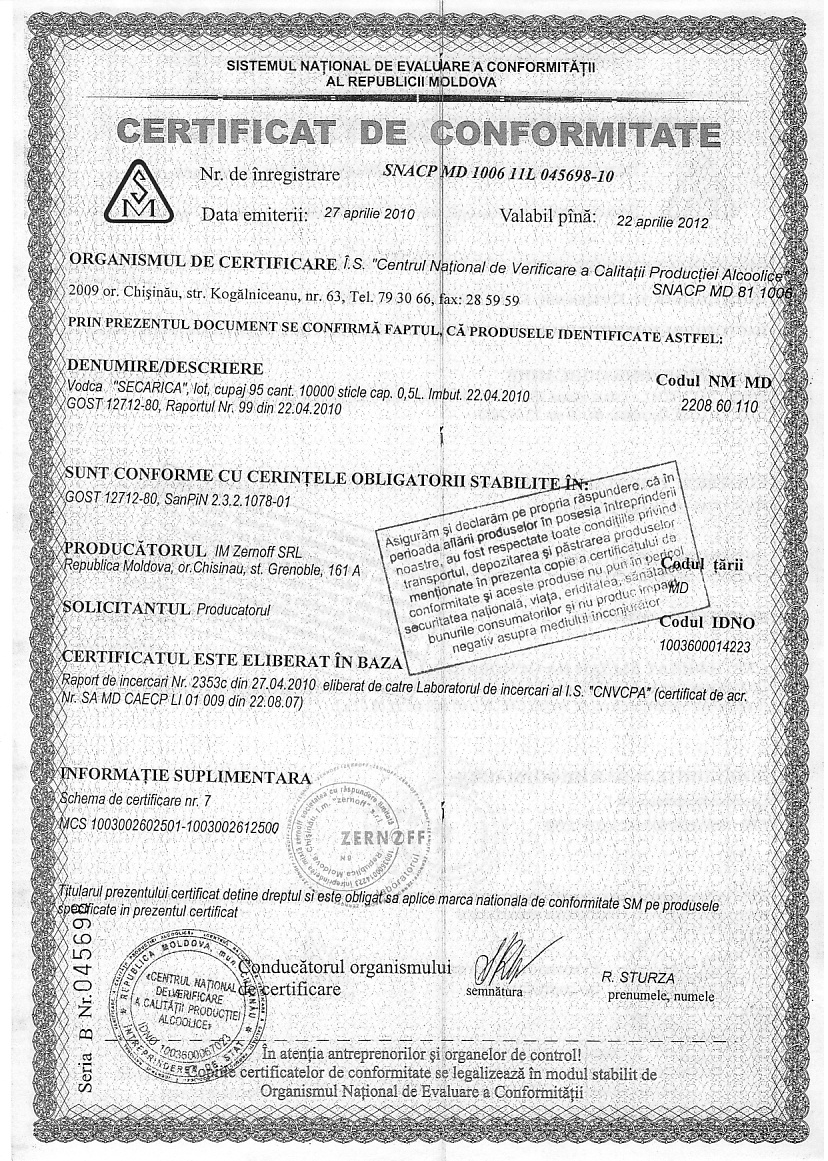 SISTEMUL NAȚIONAL DE EVALUARE A CONFORMITĂȚII
AL REPUBLICII MOLDOVA
CERTIFICAT DE CONFORMITATE
SM
Nr. de înregistrare SNACP MD 1006 11L 045698-10
Data emiterii: 27 aprilie 2010 Valabil pînă: 22 aprilie 2012
ORGANISMUL DE CERTIFICARE Î.S. "Centrul Național de Verificare a Calitații Producției Alcoolice"
SNACP MD 81 1006
2009 or. Chișinău, str. Kogălniceanu, nr. 63, Tel. 79 30 66, fax: 28 59 59
PRIN PREZENTUL DOCUMENT SE CONFIRMĂ FAPTUL, CĂ PRODUSELE IDENTIFICATE ASTFEL:
DENUMIRE/DESCRIERE
Codul NM MD
Vodca "SECARICA", lot, cupaj 95 cant. 10000 sticle cap. 0,5L. Imbut. 22.04.2010
GOST 12712-80, Raportul Nr. 99 din 22.04.2010
2208 60 110
SUNT CONFORME CU CERINȚELE OBLIGATORII STABILITE ÎN:
GOST 12712-80, SanPiN 2.3.2.1078-01
Asigurăm și declarăm pe propria răspundere, că în
perioada aflării produselor în posesia întreprinderii
noastre, au fost respectate toate condițiile privind
transportul, depozitarea și păstrarea produselor
menționate în prezenta copie a certificatului de
conformitate și aceste produse nu pun în pericol
securitatea națională, viața, eriditatea, sănătatea,
bunurile consumatorilor și nu produc impact
negativ asupra mediului înconjurător
PRODUCĂTORUL IM Zernoff SRL
Republica Moldova, or.Chisinau, st. Grenoble, 161 A
Codul țării
MD
SOLICITANTUL Producatorul
Codul IDNO
1003600014223
CERTIFICATUL ESTE ELIBERAT ÎN BAZA
Raport de incercari Nr. 2353c din 27.04.2010 eliberat de catre Laboratorul de incercari al I.S. "CNVCPA" (certificat de acr.
Nr. SA MD CAECP LI 01 009 din 22.08.07)
INFORMAȚIE SUPLIMENTARA
Schema de certificare nr. 7
MCS 1003002602501-1003002612500
ZERNOFF
Titularul prezentului certificat detine dreptul si este obligat sa aplice marca nationala de conformitate SM pe produsele
specificate in prezentul certificat
Seria B Nr. 045698
REPUBLICA MOLDOVA, mun. CHIȘINĂU
«CENTRUL NAȚIONAL
DE VERIFICARE
A CALITĂȚII PRODUCȚIEI
ALCOOLICE»
IDNO 1003600067023
ÎNTREPRINDEREA DE STAT
Conducătorul organismului
de certificare
semnătura
R. STURZA
prenumele, numele
În atenția antreprenorilor și organelor de control!
Copiile certificatelor de conformitate se legalizează în modul stabilit de
Organismul Național de Evaluare a Conformității